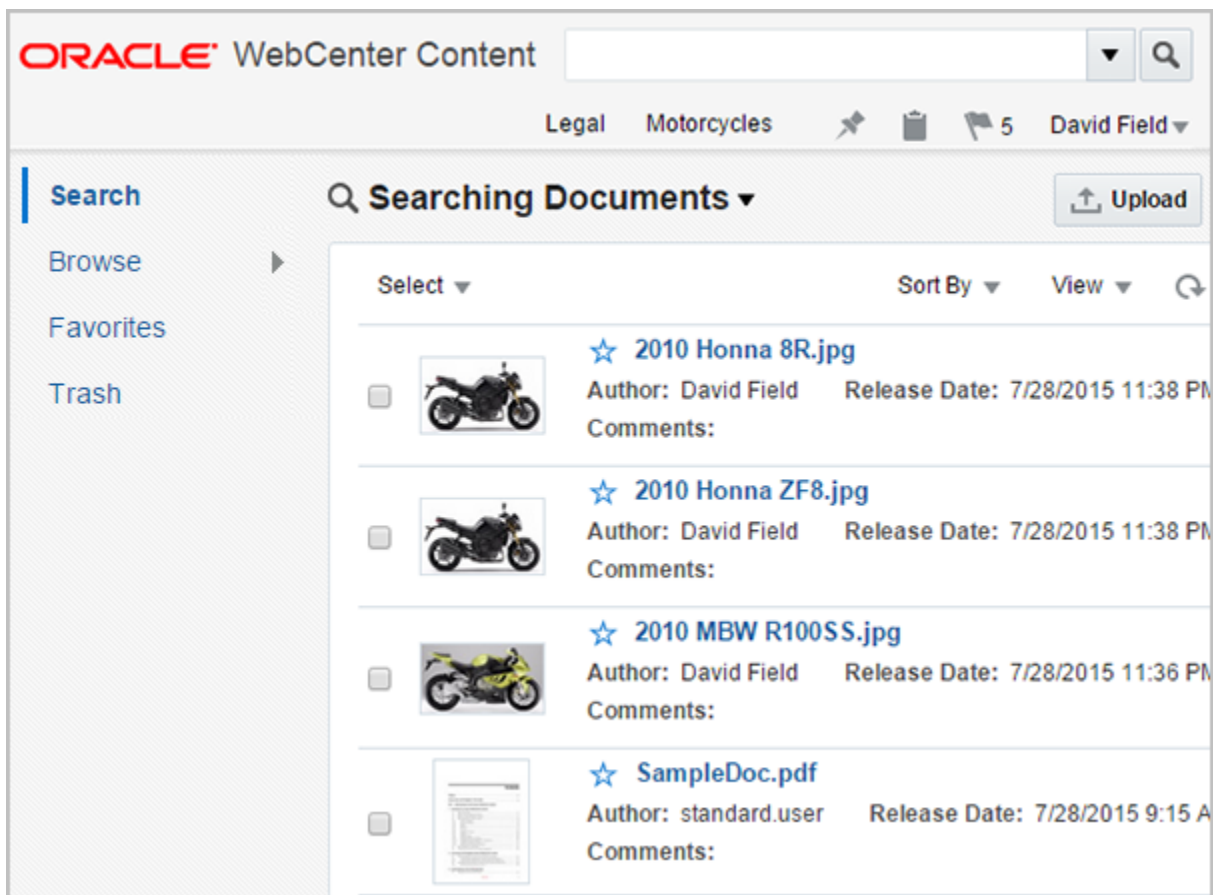 ORACLE WebCenter Content
Legal Motorcycles 5 David Field
Search
Browse
Favorites
Trash
Searching Documents
Upload
Select Sort By View
2010 Honna 8R.jpg
Author: David Field Release Date: 7/28/2015 11:38 PM
Comments:
2010 Honna ZF8.jpg
Author: David Field Release Date: 7/28/2015 11:38 PM
Comments:
2010 MBW R100SS.jpg
Author: David Field Release Date: 7/28/2015 11:36 PM
Comments:
SampleDoc.pdf
Author: standard.user Release Date: 7/28/2015 9:15 A
Comments: